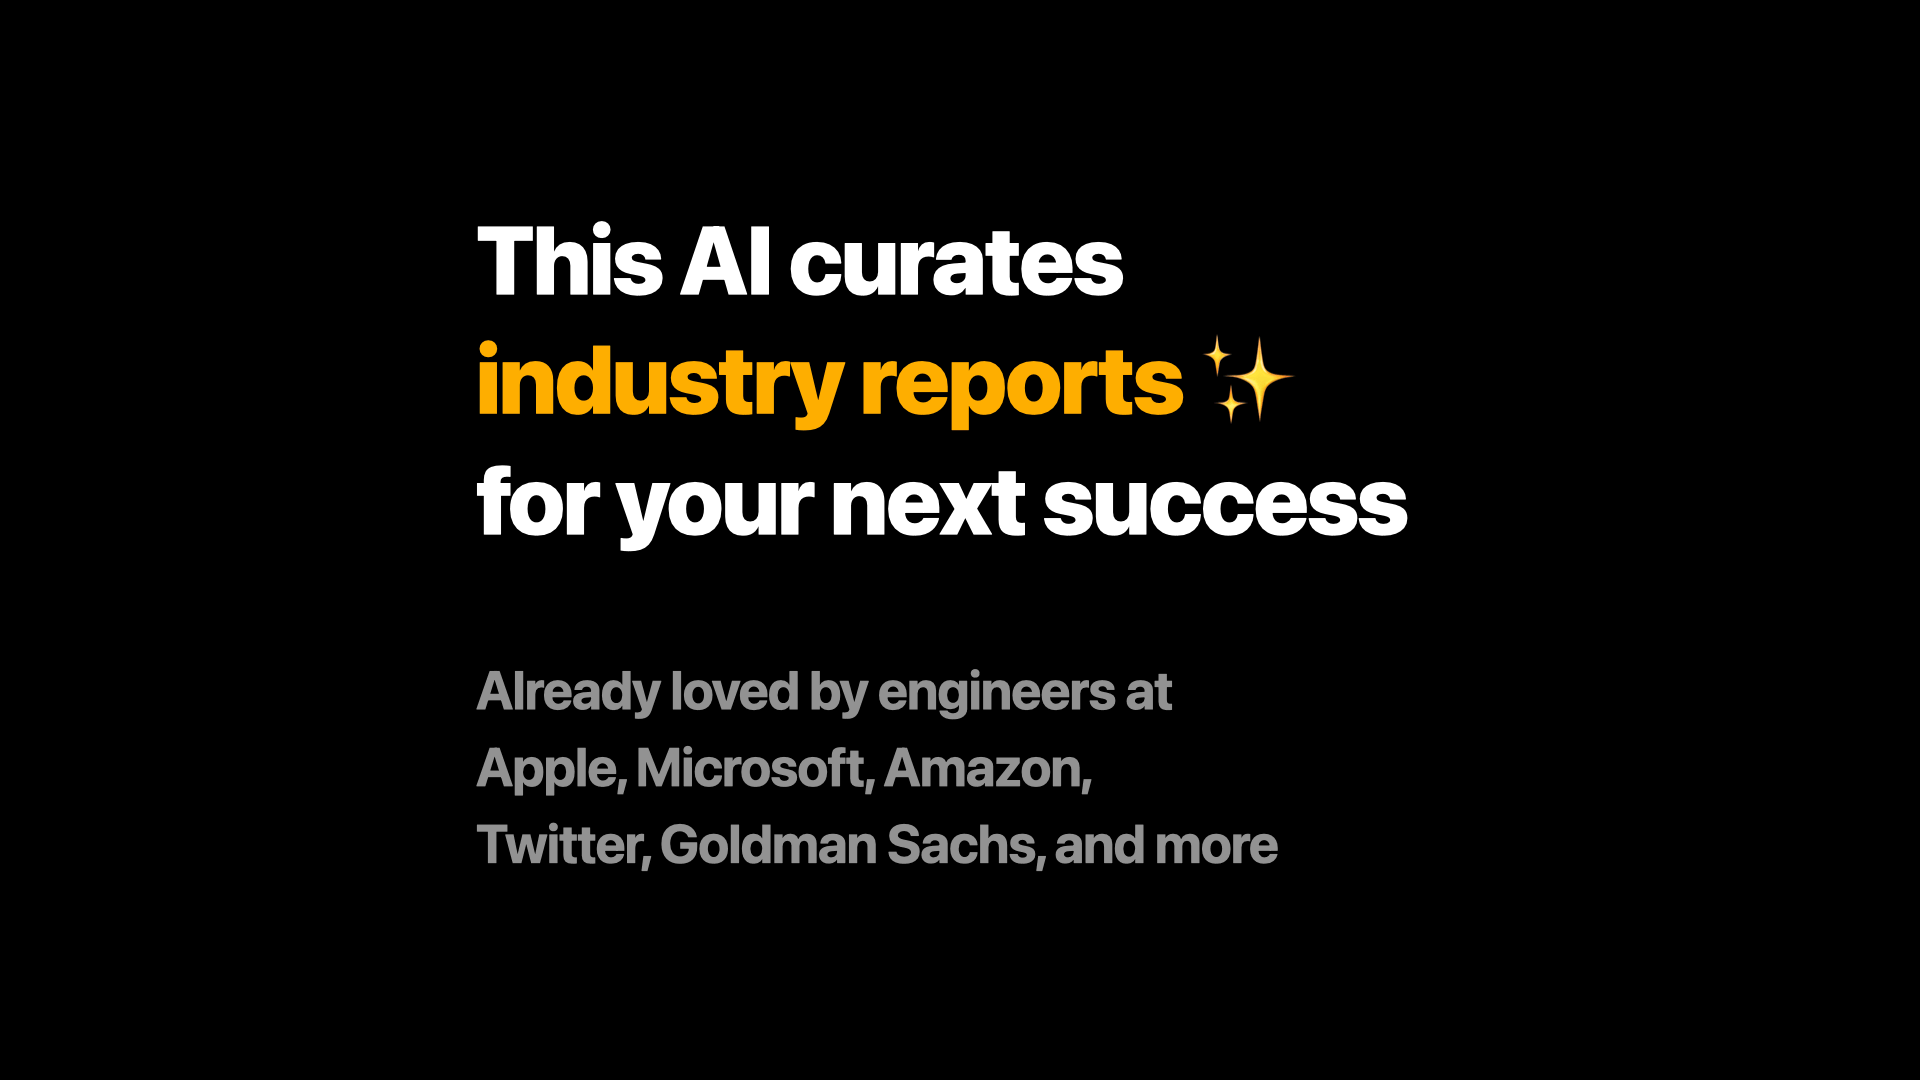 This AI curates
industry reports ✨
for your next success
Already loved by engineers at
Apple, Microsoft, Amazon,
Twitter, Goldman Sachs, and more